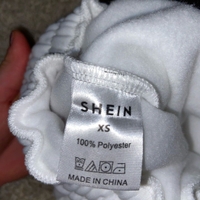 SHEIN
XS
100% Polyester
MADE IN CHINA